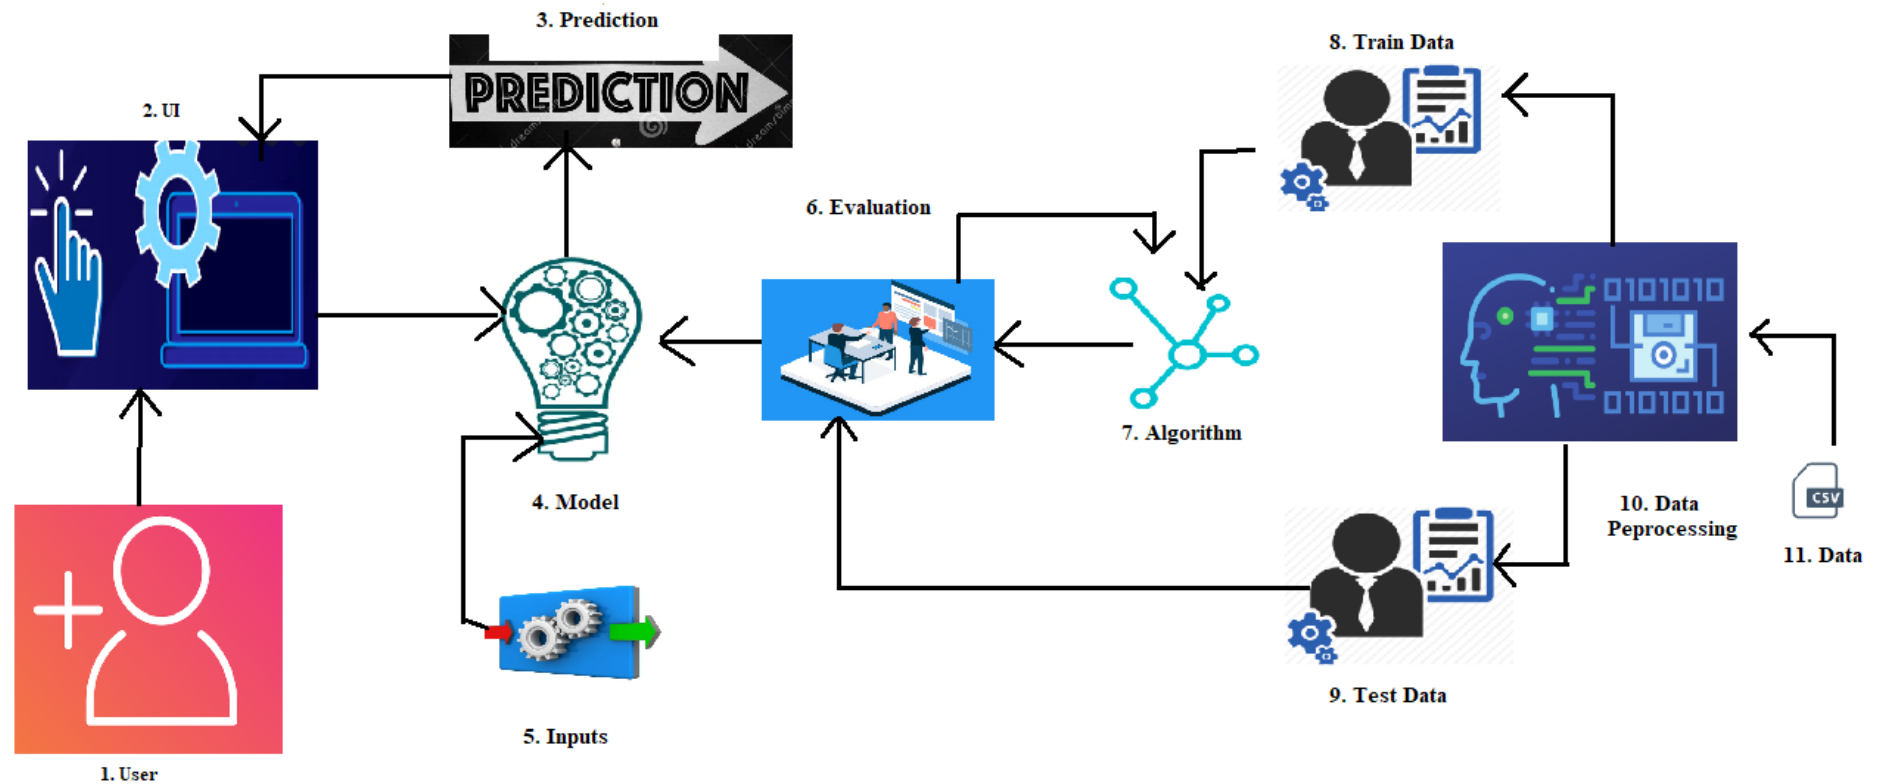 3. Prediction
PREDICTION
2. UI
8. Train Data
6. Evaluation
0101010
0101010
7. Algorithm
4. Model
10. Data
Peprocessing
CSV
11. Data
9. Test Data
5. Inputs
1. User